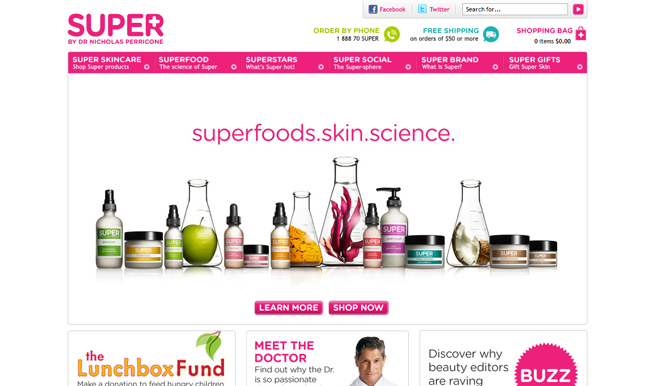 Facebook
Twitter
Search for...
SUPER
BY DR NICHOLAS PERRICONE
ORDER BY PHONE
1 888 70 SUPER
FREE SHIPPING
on orders of $50 or more
SHOPPING BAG
0 items $0.00
SUPER SKINCARE
Shop Super products
SUPERFOOD
The science of Super
SUPERSTARS
What's Super hot!
SUPER SOCIAL
The Super-sphere
SUPER BRAND
What is Super?
SUPER GIFTS
Gift Super Skin
superfoods.skin.science.
SUPER
SUPER
SUPER
SUPER
SUPER
SUPER
SUPER
SUPER
SUPER
SUPER
LEARN MORE
SHOP NOW
the
Lunchbox Fund
Make a donation to feed hungry children
MEET THE
DOCTOR
Find out why the Dr.
is so passionate
Discover why
beauty editors
are raving
BUZZ